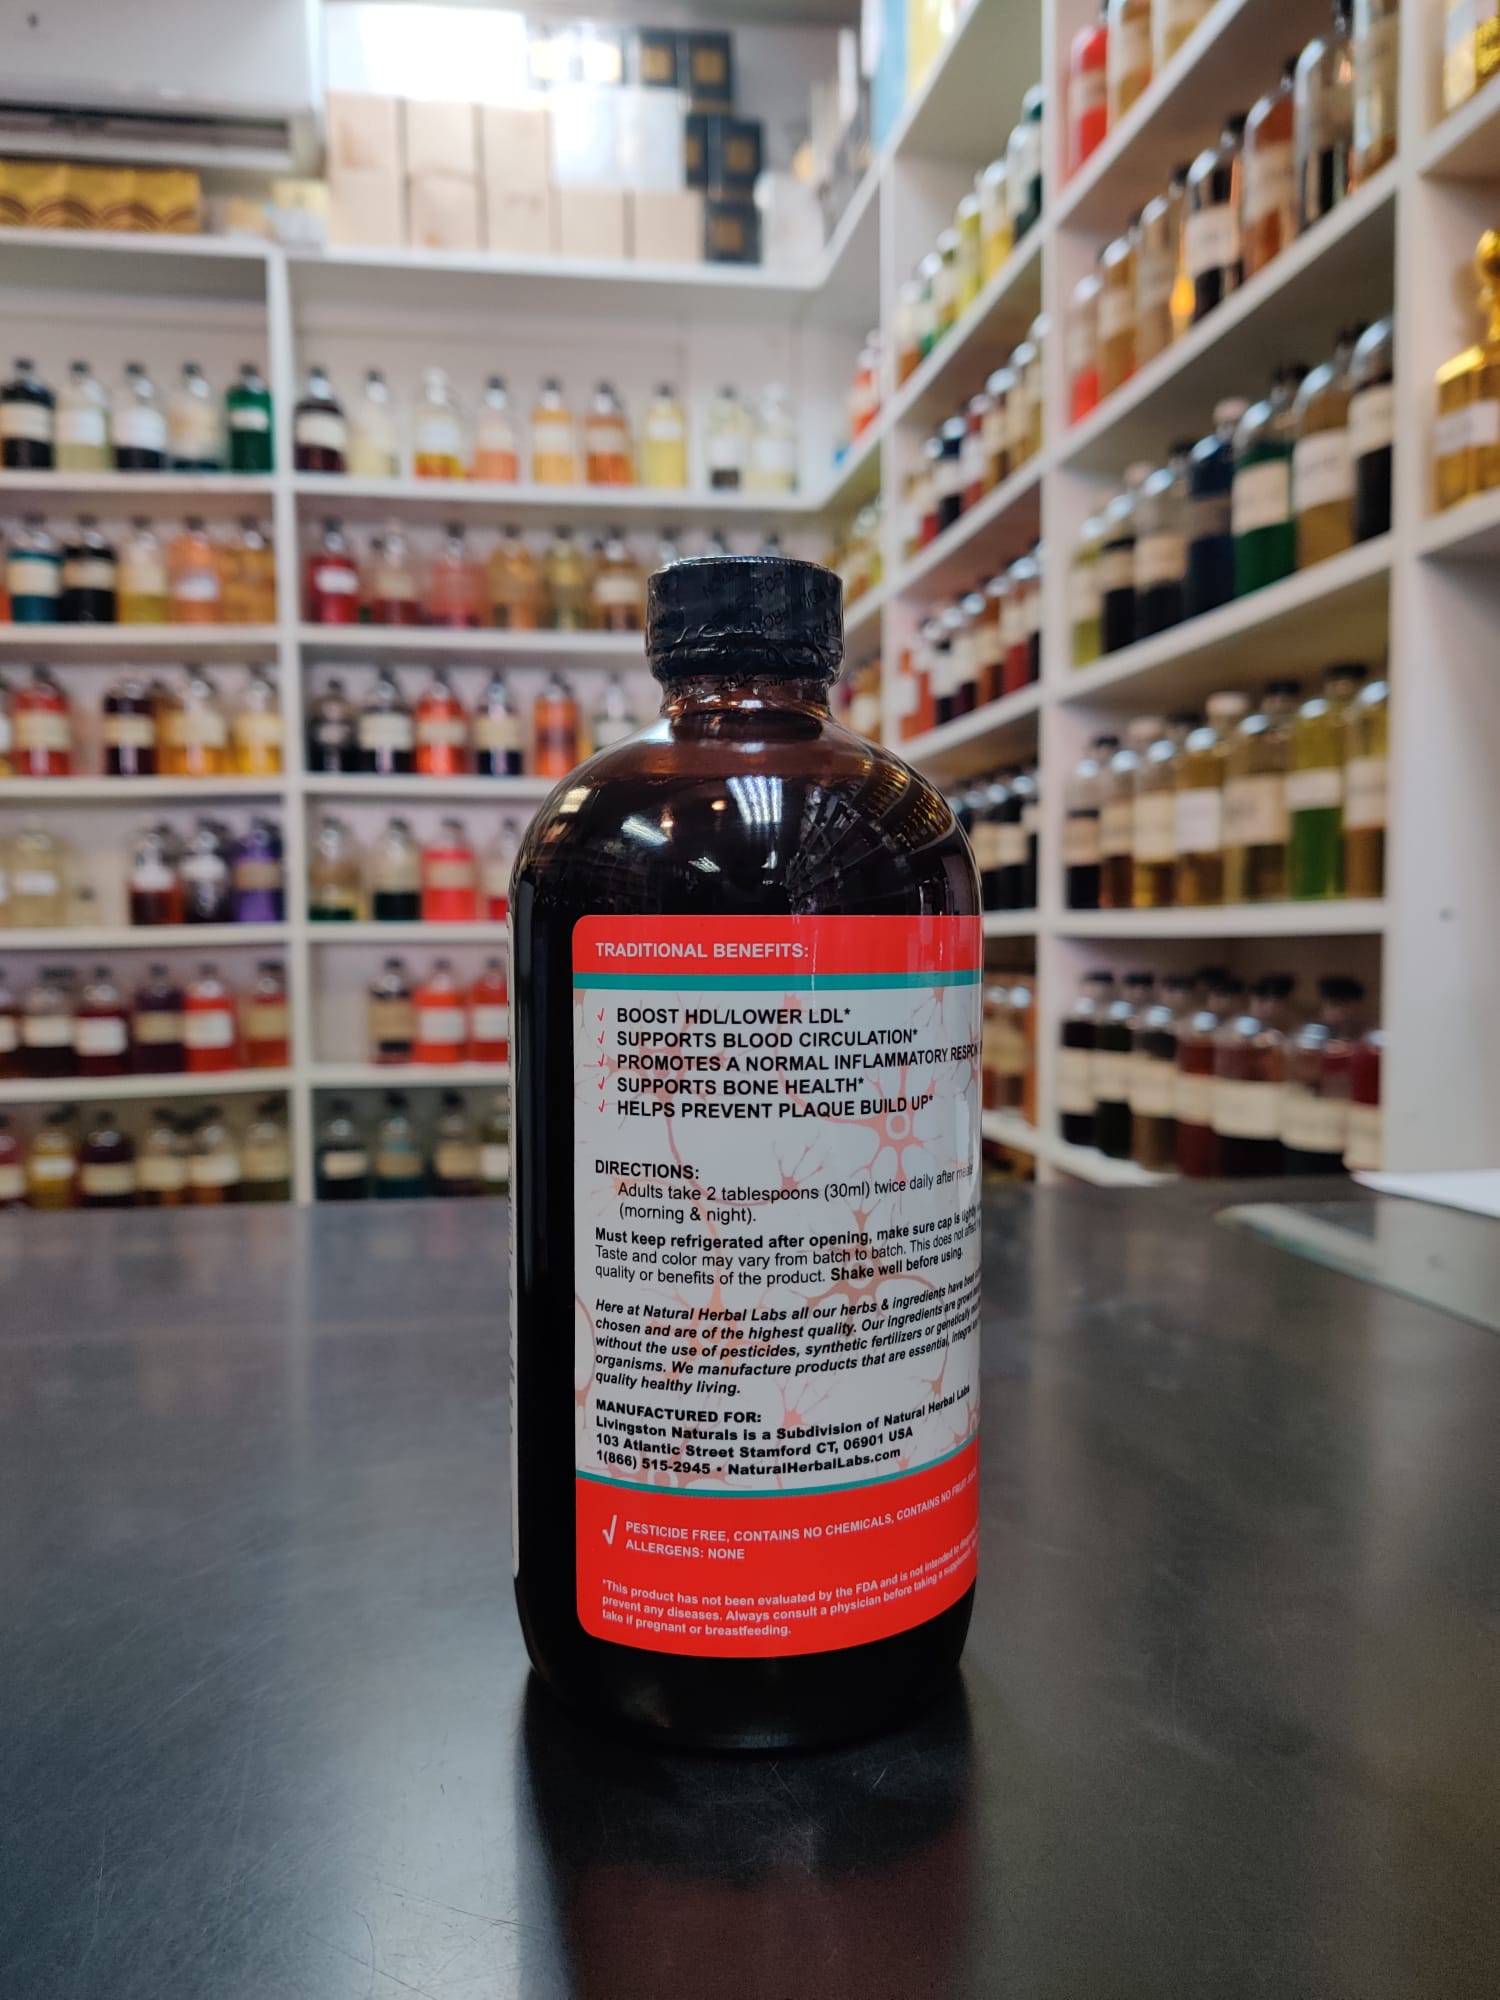 TRADITIONAL BENEFITS:
√ BOOST HDL/LOWER LDL*
√ SUPPORTS BLOOD CIRCULATION*
√ PROMOTES A NORMAL INFLAMMATORY RESPON
√ SUPPORTS BONE HEALTH*
√ HELPS PREVENT PLAQUE BUILD UP*
DIRECTIONS:
Adults take 2 tablespoons (30ml) twice daily after
(morning & night).
Must keep refrigerated after opening, make sure cap is tightly
Taste and color may vary from batch to batch. This does not affect
quality or benefits of the product. Shake well before using.
Here at Natural Herbal Labs all our herbs & ingredients have been
chosen and are of the highest quality. Our ingredients are grown
without the use of pesticides, synthetic fertilizers or genetically
organisms. We manufacture products that are essential, integral
quality healthy living.
MANUFACTURED FOR:
Livingston Naturals is a Subdivision of Natural Herbal Labs
103 Atlantic Street Stamford CT, 06901 USA
1(866) 515-2945 • NaturalHerbalLabs.com
√ PESTICIDE FREE, CONTAINS NO CHEMICALS, CONTAINS NO FRUIT
ALLERGENS: NONE
*This product has not been evaluated by the FDA and is not intended to
prevent any diseases. Always consult a physician before taking a supplement.
take if pregnant or breastfeeding.